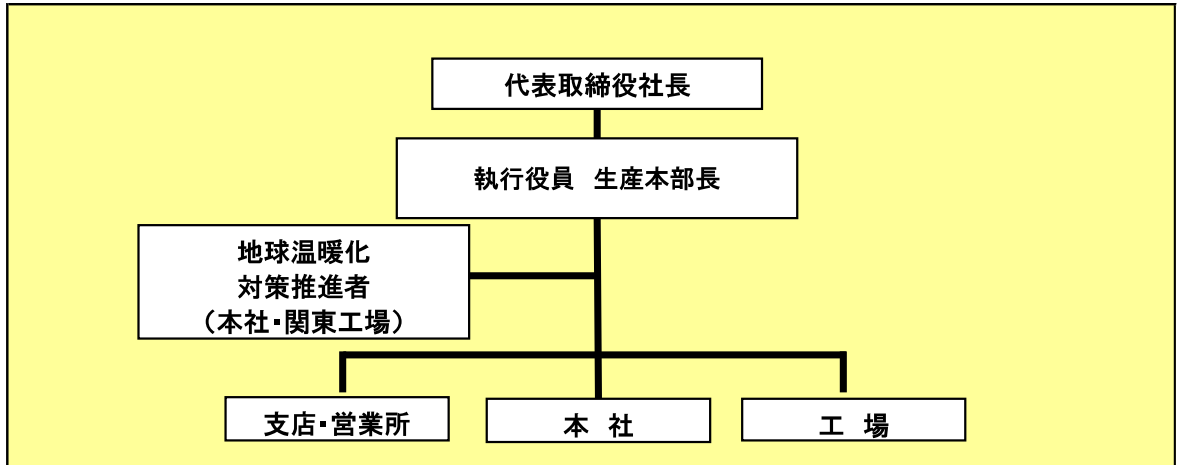 代表取締役社長
執行役員 生産本部長
地球温暖化
対策推進者
（本社・関東工場）
支店・営業所
本 社
工 場